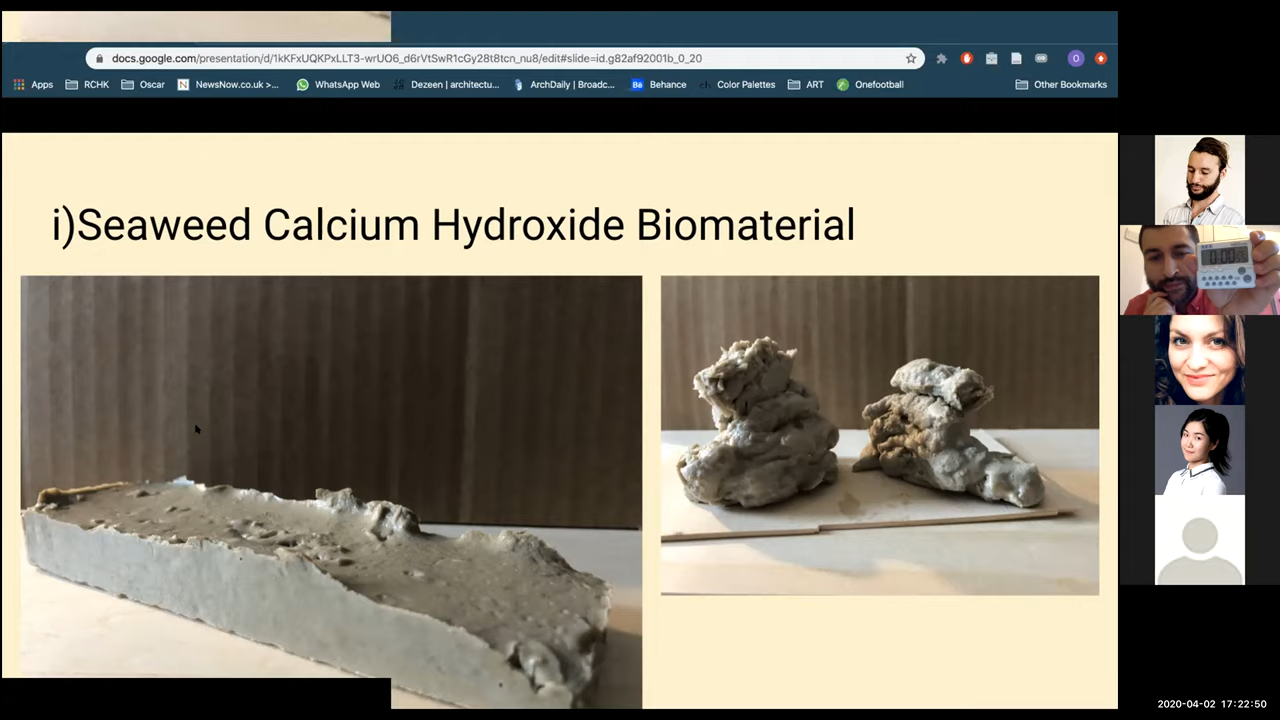 docs.google.com/presentation/d/1kKFxUQKPxLLT3-wrUO6_d6rVtSwR1cGy28t8tcn_nu8/edit#slide=id.g82af92001b_0_20
Apps RCHK Oscar NewsNow.co.uk >... WhatsApp Web Dezeen | architectu... ArchDaily | Broadc... Behance Color Palettes ART Onefootball Other Bookmarks
i)Seaweed Calcium Hydroxide Biomaterial
0:00
2020-04-02 17:22:50